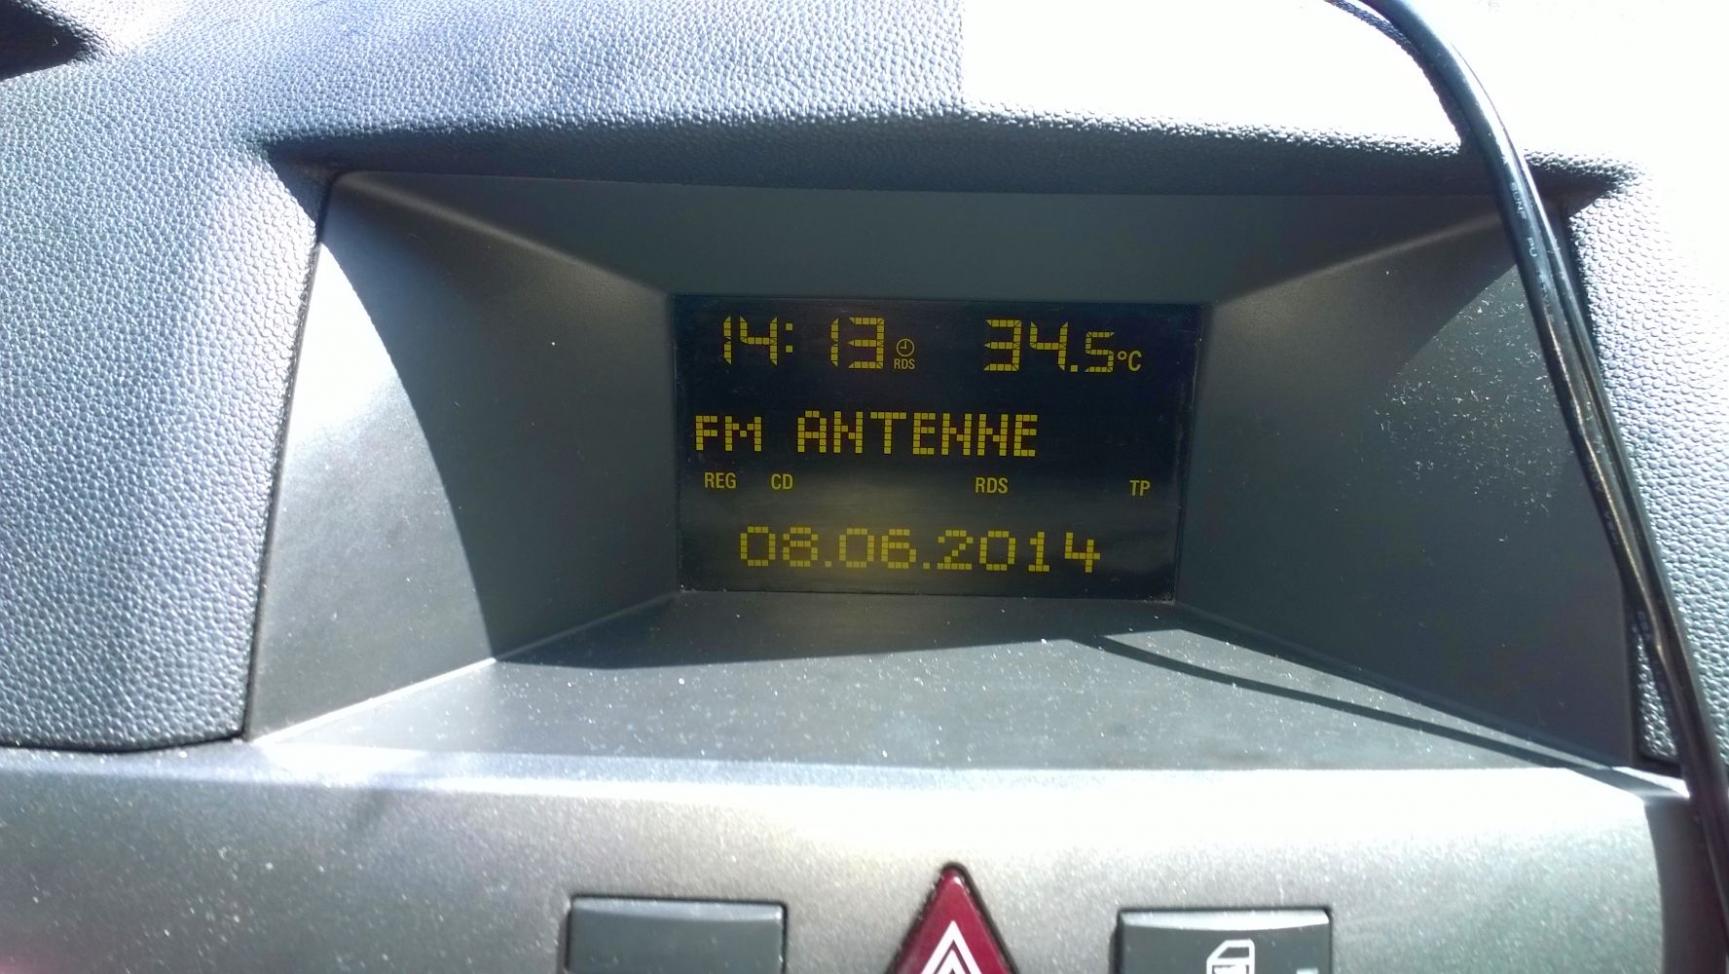 14:13 RDS 34.5°C
FM ANTENNE
REG CD RDS TP
08.06.2014